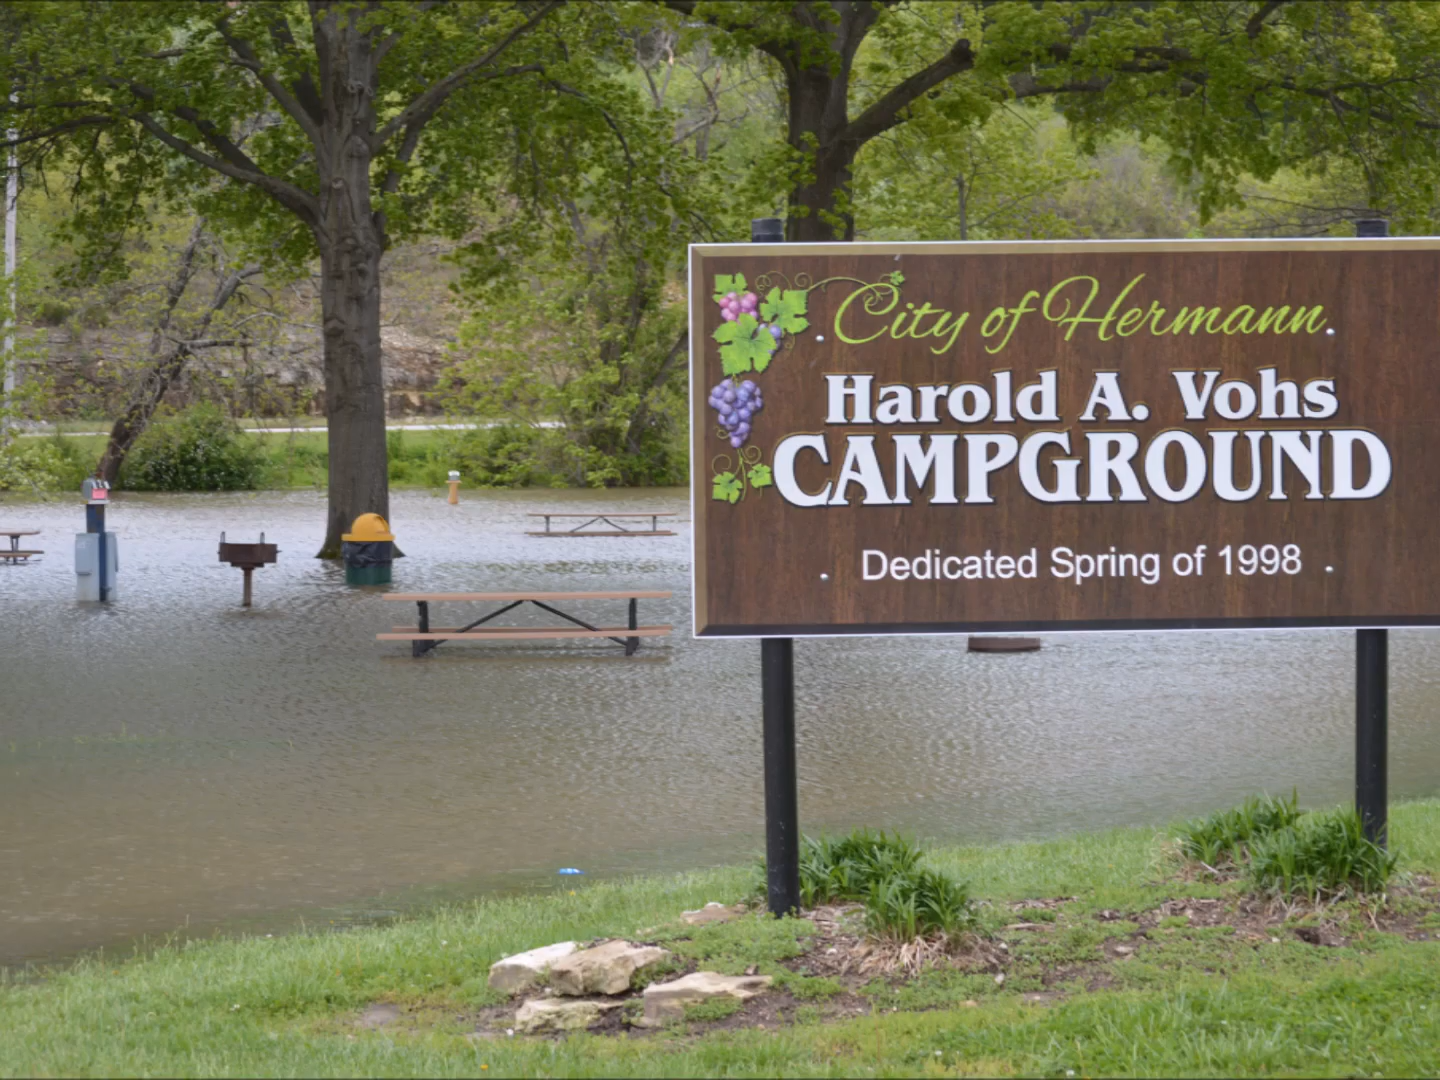 City of Hermann
Harold A. Vohs
CAMPGROUND
Dedicated Spring of 1998